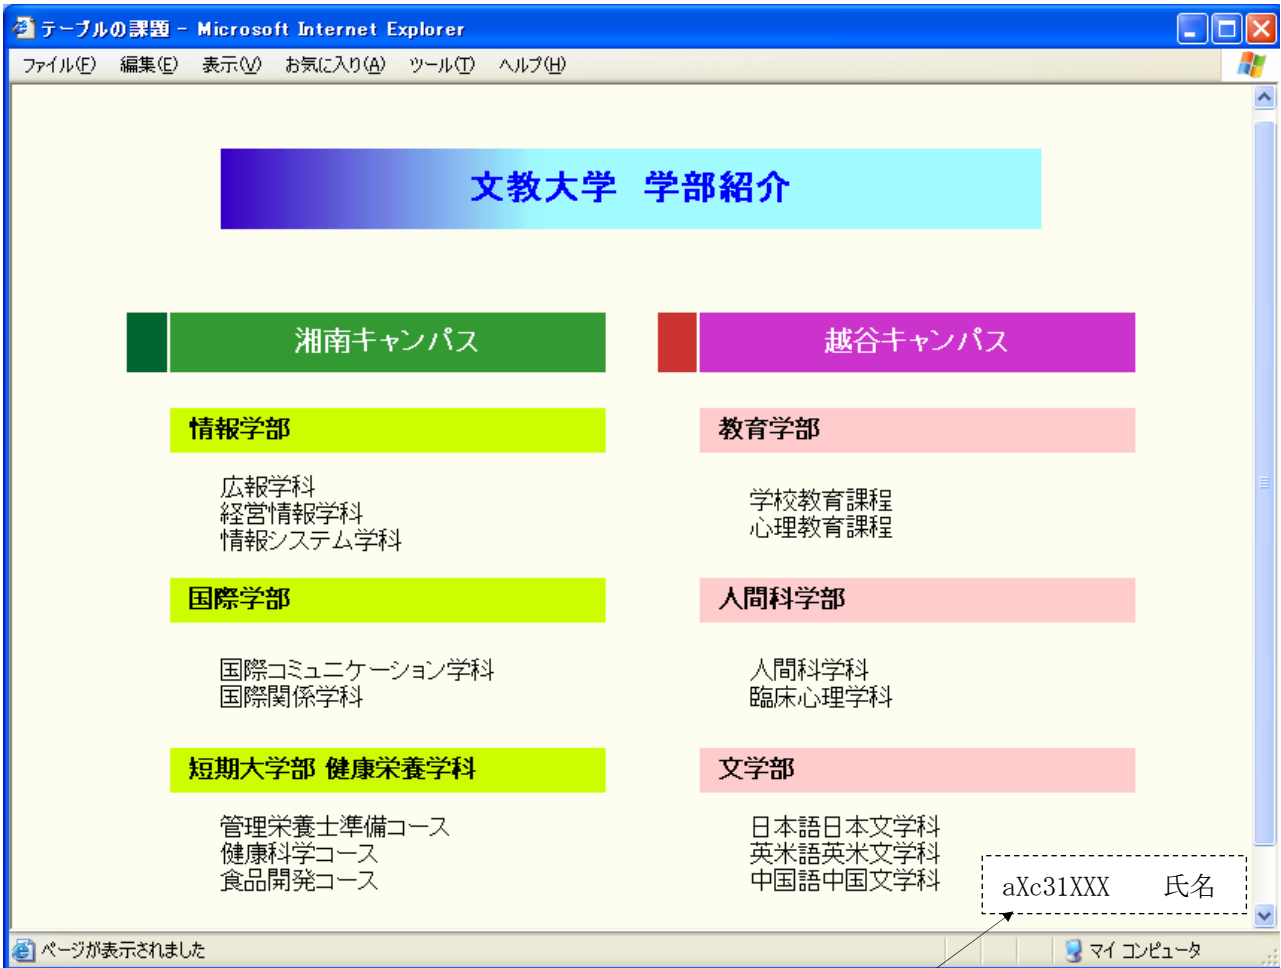 テーブルの課題 - Microsoft Internet Explorer
ファイル(F) 編集(E) 表示(V) お気に入り(A) ツール(T) ヘルプ(H)
文教大学 学部紹介
湘南キャンパス
情報学部
広報学科
経営情報学科
情報システム学科
国際学部
国際コミュニケーション学科
国際関係学科
短期大学部 健康栄養学科
管理栄養士準備コース
健康科学コース
食品開発コース
越谷キャンパス
教育学部
学校教育課程
心理教育課程
人間科学部
人間科学科
臨床心理学科
文学部
日本語日本文学科
英米語英米文学科
中国語中国文学科
aXc31XXX 氏名
ページが表示されました
マイ コンピュータ